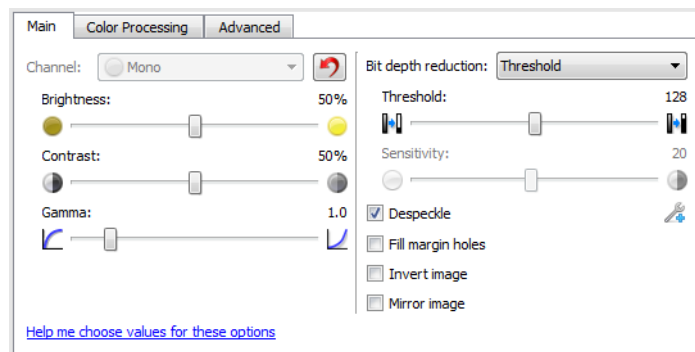 Main
Color Processing
Advanced
Channel: Mono
Brightness: 50%
Contrast: 50%
Gamma: 1.0
Help me choose values for these options
Bit depth reduction: Threshold
Threshold: 128
Sensitivity: 20
Despeckle
Fill margin holes
Invert image
Mirror image